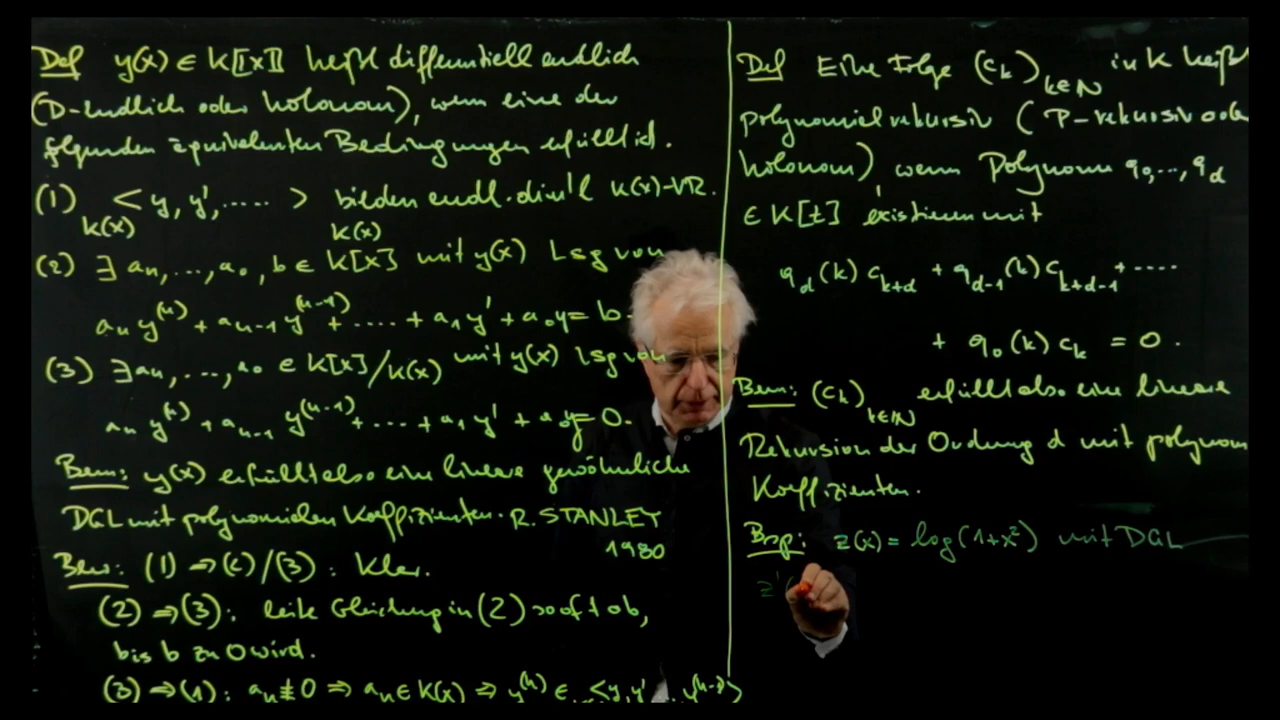 Def y(x) ∈ K[[x]] heißt differentiell endlich
(D-endlich oder holonom), wenn eine der
folgenden äquivalenten Bedingungen erfüllt ist.
(1) K(x) < y, y', ..... > bilden endl.dim'l K(x)-VR.
K(x)
(2) ∃ an, ..., a0, b ∈ K[x] mit y(x) Lsg von
an y^(n) + an-1 y^(n-1) + .... + a1 y' + a0 y = b.
(3) ∃ an, ..., a0 ∈ K[x]/K(x) mit y(x) Lsg von
an y^(n) + an-1 y^(n-1) + ... + a1 y' + a0 y = 0.
Bem: y(x) erfüllt also eine lineare gewöhnliche
DGL mit polynomialen Koeffizienten. R. STANLEY
1980
Bew: (1) ⇒ (2)/(3): klar.
(2) ⇒ (3): leite Gleichung in (2) so oft ab,
bis b zu 0 wird.
(3) ⇒ (1): an ≢ 0 ⇒ an ∈ K(x) ⇒ y^(n) ∈ <y, y' ... y^(n-1)>
Def Eine Folge (ck)k∈ℕ in K heißt
polynomiel rekursiv (P-rekursiv oder
holonom), wenn Polynome q0, ..., qd
∈ K[t] existieren mit
qd(k) ck+d + qd-1(k) ck+d-1 + ....
+ q0(k) ck = 0.
Bem: (ck)k∈ℕ erfüllt also eine lineare
Rekursion der Ordnung d mit polynom
Koeffizienten.
Bsp: z(x) = log(1+x²) mit DGL
z'(